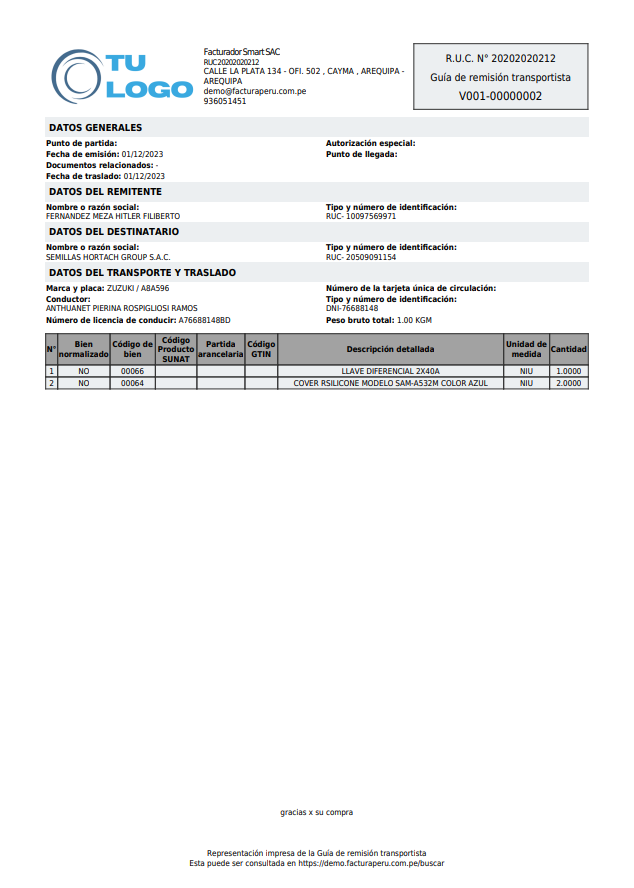 TU
LOGO
Facturador Smart SAC
RUC20202020212
CALLE LA PLATA 134 - OFI. 502 , CAYMA , AREQUIPA -
AREQUIPA
demo@facturaperu.com.pe
936051451
R.U.C. N° 20202020212
Guía de remisión transportista
V001-00000002
DATOS GENERALES
Punto de partida:
Autorización especial:
Fecha de emisión: 01/12/2023
Punto de llegada:
Documentos relacionados: -
Fecha de traslado: 01/12/2023
DATOS DEL REMITENTE
Nombre o razón social:
Tipo y número de identificación:
FERNANDEZ MEZA HITLER FILIBERTO
RUC- 10097569971
DATOS DEL DESTINATARIO
Nombre o razón social:
Tipo y número de identificación:
SEMILLAS HORTACH GROUP S.A.C.
RUC- 20509091154
DATOS DEL TRANSPORTE Y TRASLADO
Marca y placa: ZUZUKI / A8A596
Número de la tarjeta única de circulación:
Conductor:
Tipo y número de identificación:
ANTHUANET PIERINA ROSPIGLIOSI RAMOS
DNI-76688148
Número de licencia de conducir: A76688148BD
Peso bruto total: 1.00 KGM
N° Bien normalizado Código de bien Código Producto SUNAT Partida arancelaria Código GTIN Descripción detallada Unidad de medida Cantidad
1 NO 00066 LLAVE DIFERENCIAL 2X40A NIU 1.0000
2 NO 00064 COVER RSILICONE MODELO SAM-A532M COLOR AZUL NIU 2.0000
gracias x su compra
Representación impresa de la Guía de remisión transportista
Esta puede ser consultada en https://demo.facturaperu.com.pe/buscar